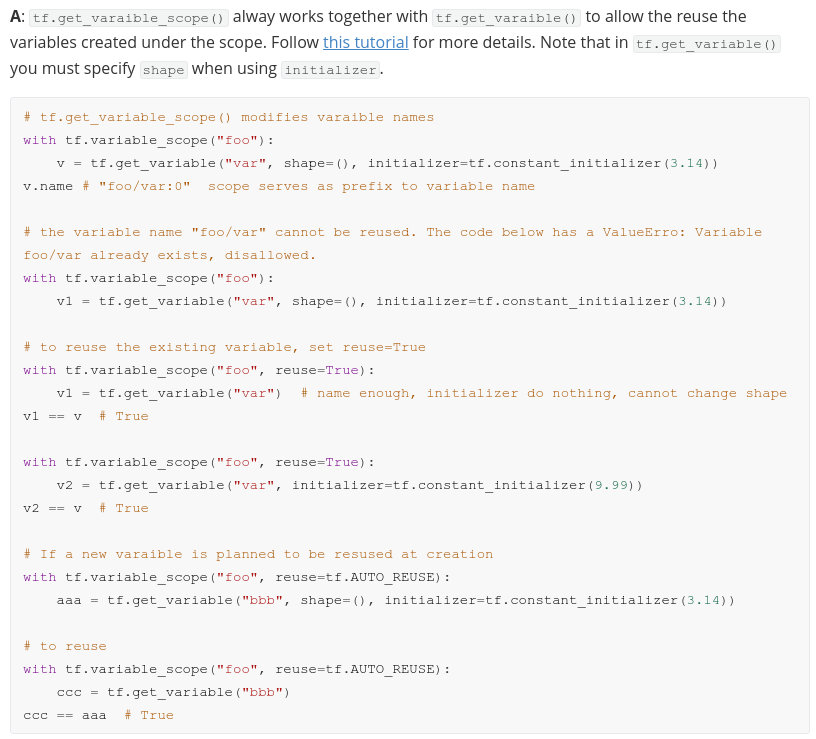 A: tf.get_varaible_scope() alway works together with tf.get_varaible() to allow the reuse the
variables created under the scope. Follow this tutorial for more details. Note that in tf.get_variable()
you must specify shape when using initializer.
# tf.get_variable_scope() modifies varaible names
with tf.variable_scope("foo"):
    v = tf.get_variable("var", shape=(), initializer=tf.constant_initializer(3.14))
v.name # "foo/var:0"  scope serves as prefix to variable name
# the variable name "foo/var" cannot be reused. The code below has a ValueErro: Variable
foo/var already exists, disallowed.
with tf.variable_scope("foo"):
    v1 = tf.get_variable("var", shape=(), initializer=tf.constant_initializer(3.14))
# to reuse the existing variable, set reuse=True
with tf.variable_scope("foo", reuse=True):
    v1 = tf.get_variable("var")  # name enough, initializer do nothing, cannot change shape
v1 == v  # True
with tf.variable_scope("foo", reuse=True):
    v2 = tf.get_variable("var", initializer=tf.constant_initializer(9.99))
v2 == v  # True
# If a new varaible is planned to be resused at creation
with tf.variable_scope("foo", reuse=tf.AUTO_REUSE):
    aaa = tf.get_variable("bbb", shape=(), initializer=tf.constant_initializer(3.14))
# to reuse
with tf.variable_scope("foo", reuse=tf.AUTO_REUSE):
    ccc = tf.get_variable("bbb")
ccc == aaa  # True